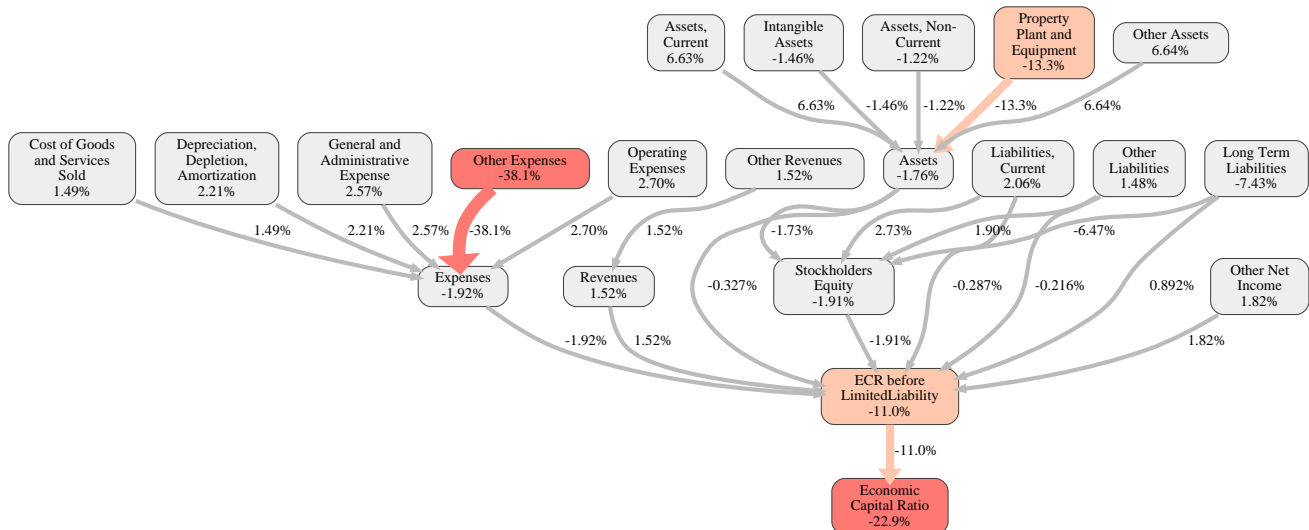 Assets,
Current
6.63%
Intangible
Assets
-1.46%
Assets, Non-
Current
-1.22%
Property
Plant and
Equipment
-13.3%
Other Assets
6.64%
6.63%
-1.46%
-1.22%
-13.3%
6.64%
Cost of Goods
and Services
Sold
1.49%
Depreciation,
Depletion,
Amortization
2.21%
General and
Administrative
Expense
2.57%
Other Expenses
-38.1%
Operating
Expenses
2.70%
Other Revenues
1.52%
Assets
-1.76%
Liabilities,
Current
2.06%
Other
Liabilities
1.48%
Long Term
Liabilities
-7.43%
1.49%
2.21%
2.57%
-38.1%
2.70%
1.52%
-1.73%
2.73%
1.90%
-6.47%
Expenses
-1.92%
Revenues
1.52%
-0.327%
Stockholders
Equity
-1.91%
-0.287%
-0.216%
0.892%
Other Net
Income
1.82%
-1.92%
1.52%
-1.91%
1.82%
ECR before
LimitedLiability
-11.0%
-11.0%
Economic
Capital Ratio
-22.9%